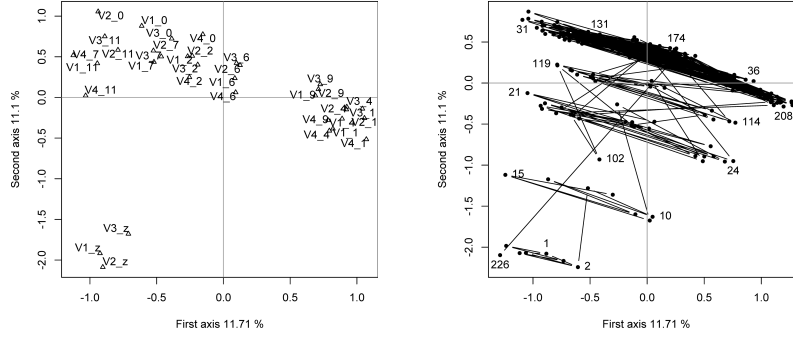 V2_0
V1_0
V3_0
V4_0
V3_11
V2_7
V2_2
V4_7
V2_11
V3_7
V1_2
V3_6
V1_11
V1_7
V3_2
V2_6
V4_2
V1_6
V4_11
V4_6
V3_9
V1_9
V2_9
V3_4
V2_4
V3_1
V4_9
V1_4
V2_1
V4_4
V1_1
V4_1
V3_z
V1_z
V2_z
1.0
0.5
0.0
-0.5
-1.0
-1.5
-2.0
Second axis 11.1 %
-1.0
-0.5
0.0
0.5
1.0
First axis 11.71 %
31
131
174
119
36
21
208
114
102
24
15
10
1
226
2
0.5
0.0
-0.5
-1.0
-1.5
-2.0
Second axis 11.1 %
-1.0
-0.5
0.0
0.5
1.0
First axis 11.71 %